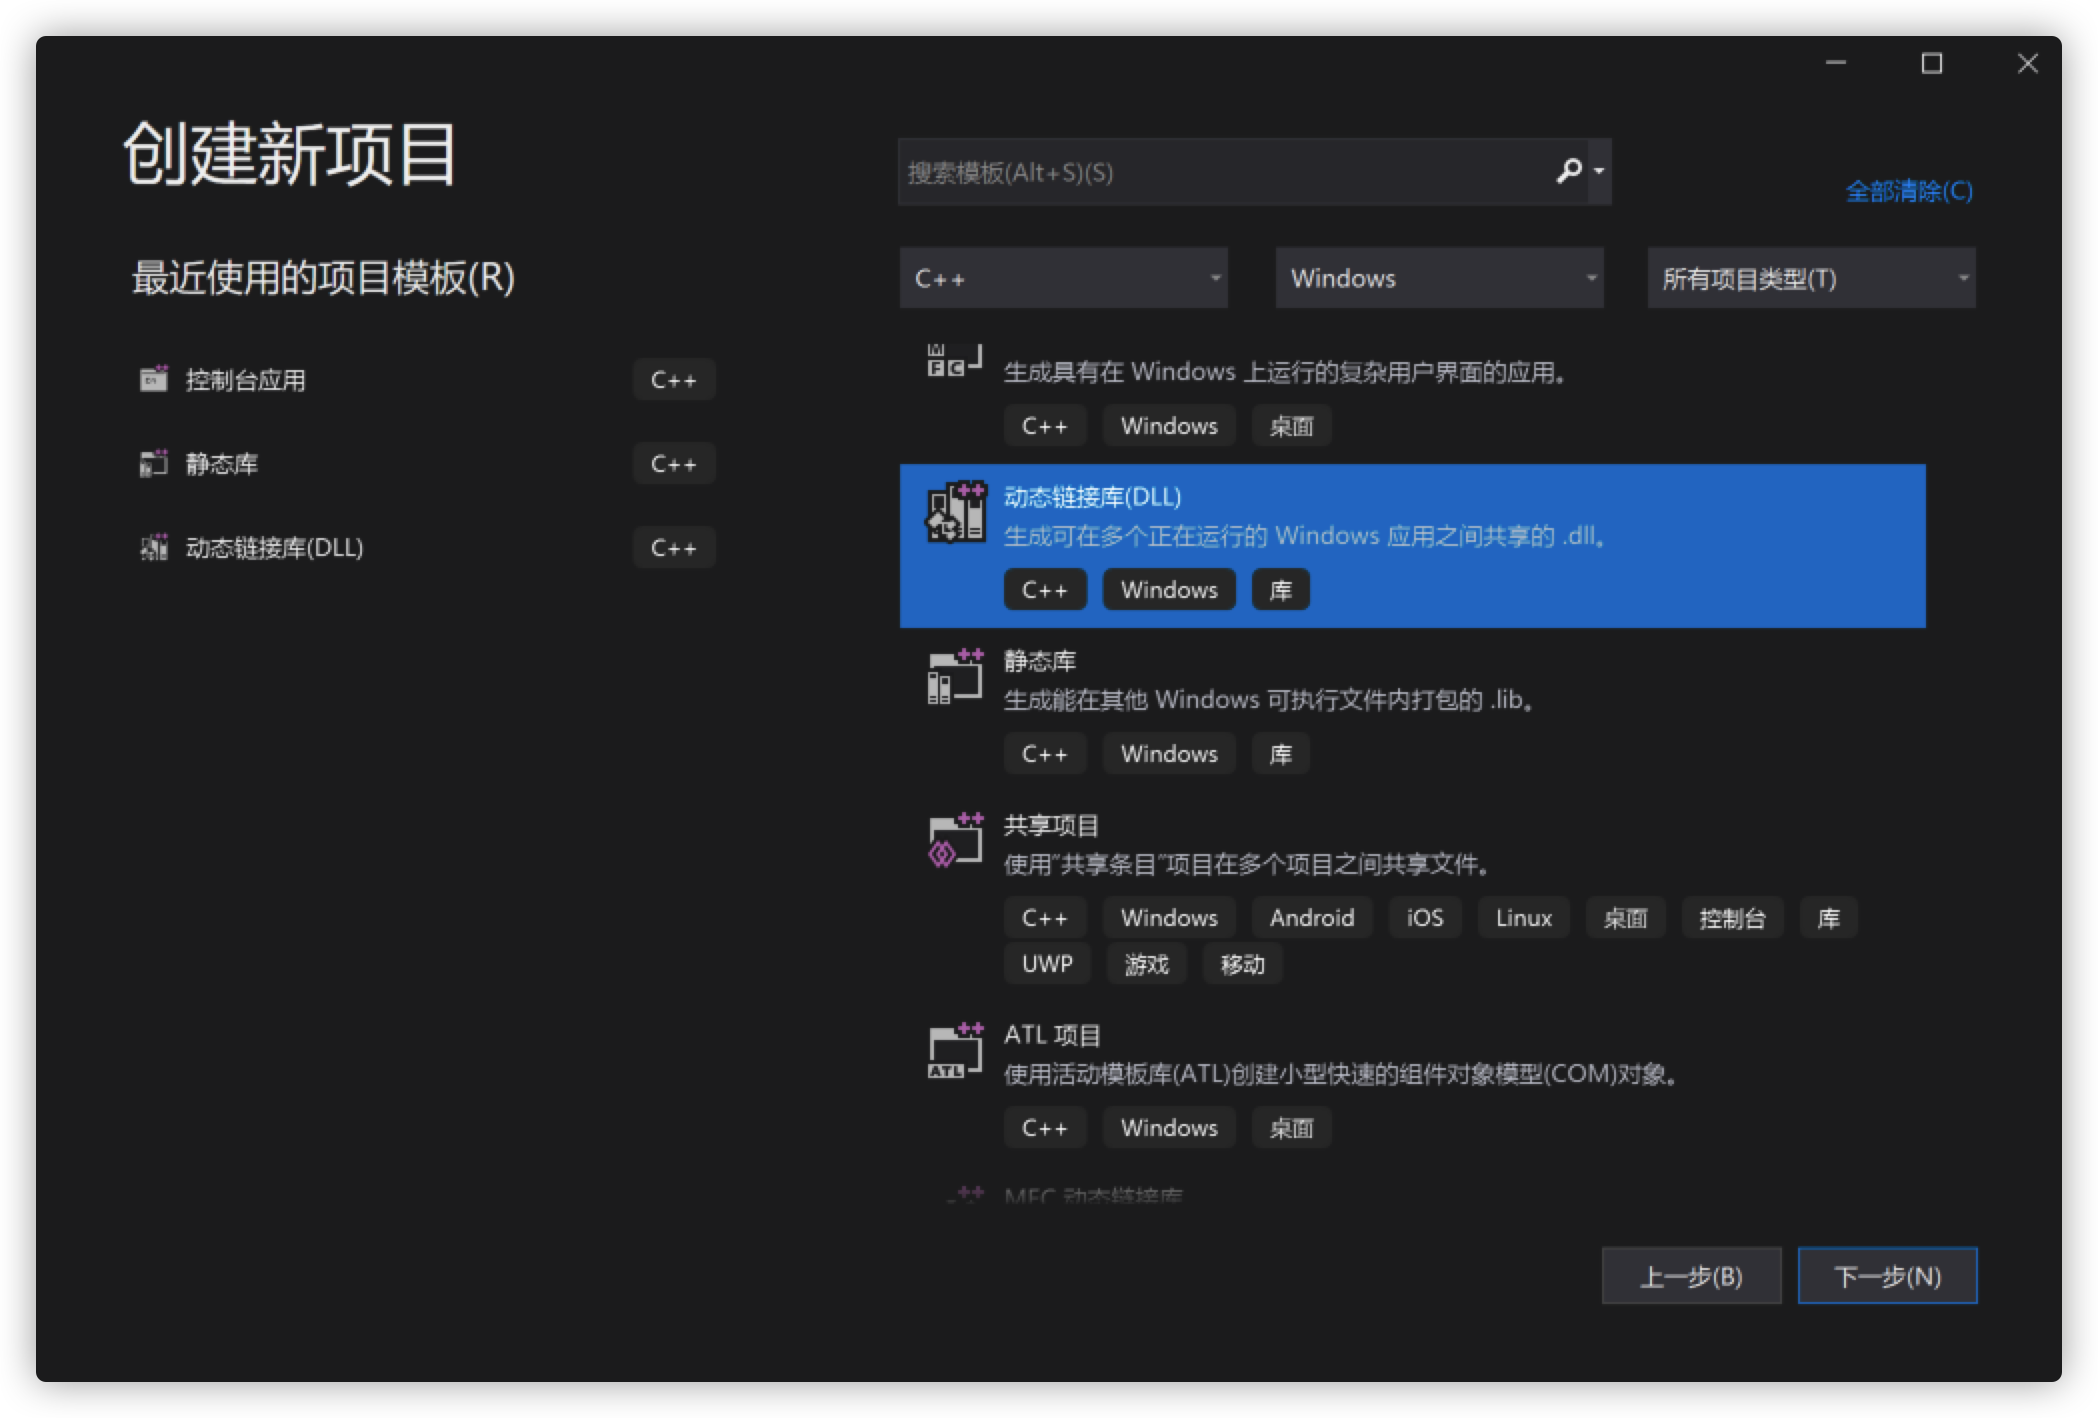 创建新项目
搜索模板(Alt+S)(S)
全部清除(C)
最近使用的项目模板(R)
C++
Windows
所有项目类型(T)
控制台应用
C++
静态库
C++
动态链接库(DLL)
C++
生成具有在 Windows 上运行的复杂用户界面的应用。
C++ Windows 桌面
动态链接库(DLL)
生成可在多个正在运行的 Windows 应用之间共享的 .dll。
C++ Windows 库
静态库
生成能在其他 Windows 可执行文件内打包的 .lib。
C++ Windows 库
共享项目
使用"共享条目"项目在多个项目之间共享文件。
C++ Windows Android iOS Linux 桌面 控制台 库
UWP 游戏 移动
ATL 项目
ATL
使用活动模板库(ATL)创建小型快速的组件对象模型(COM)对象。
C++ Windows 桌面
MFC 动态链接库
上一步(B)
下一步(N)